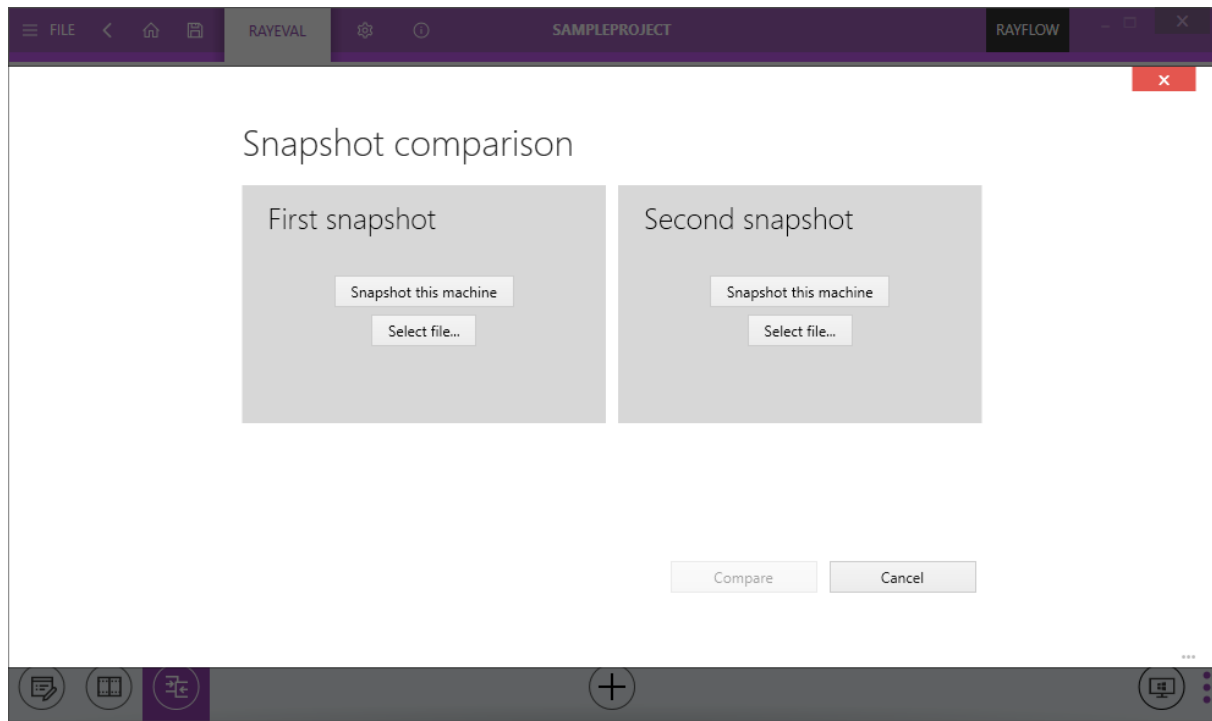 FILE RAYEVAL SAMPLEPROJECT RAYFLOW
Snapshot comparison
First snapshot
Snapshot this machine
Select file...
Second snapshot
Snapshot this machine
Select file...
Compare Cancel